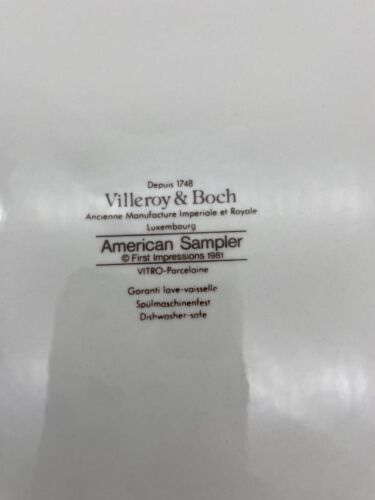 Depuis 1748
Villeroy & Boch
Ancienne Manufacture Impériale et Royale
Luxembourg
American Sampler
© First Impressions 1981
VITRO-Porcelaine
Garanti lave-vaisselle
Spülmaschinenfest
Dishwasher-safe